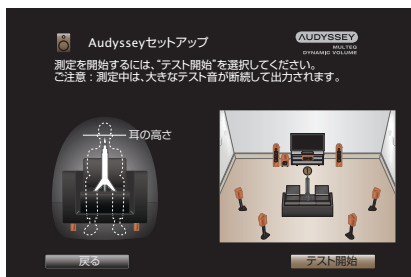 Audysseyセットアップ
AUDYSSEY
MULTEQ
DYNAMIC VOLUME
測定を開始するには、“テスト開始”を選択してください。
ご注意：測定中は、大きなテスト音が断続して出力されます。
耳の高さ
戻る
テスト開始